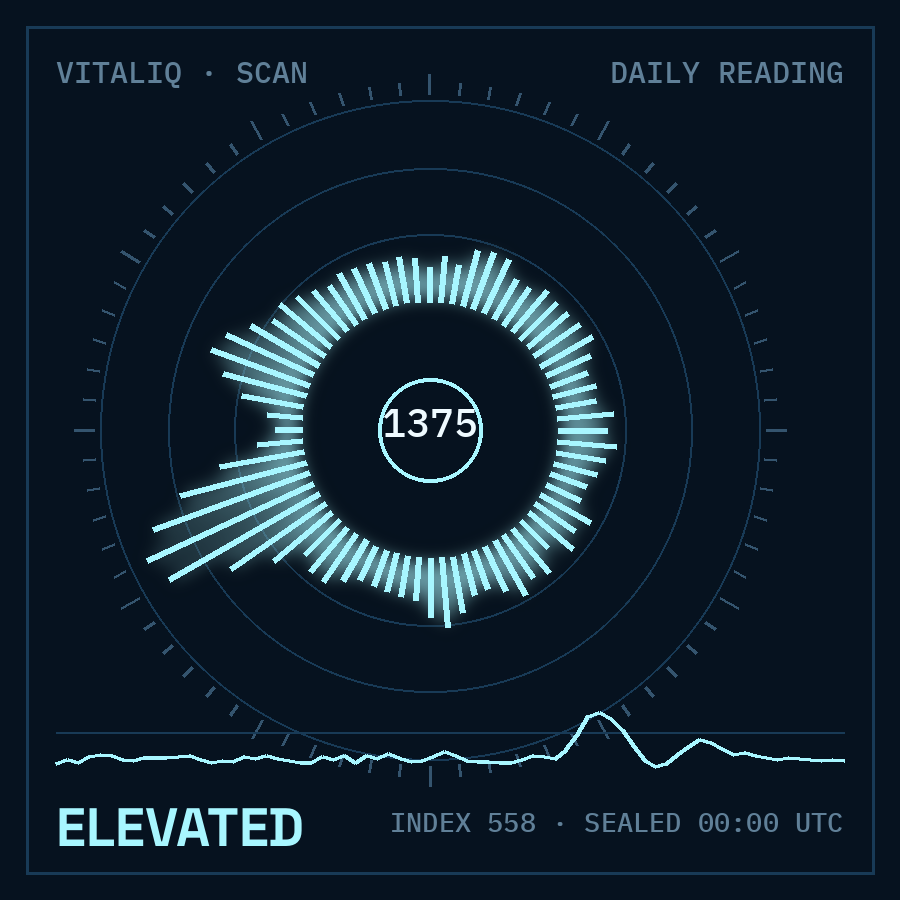 VITALIQ · SCAN
DAILY READING
1375
ELEVATED
INDEX 558 · SEALED 00:00 UTC